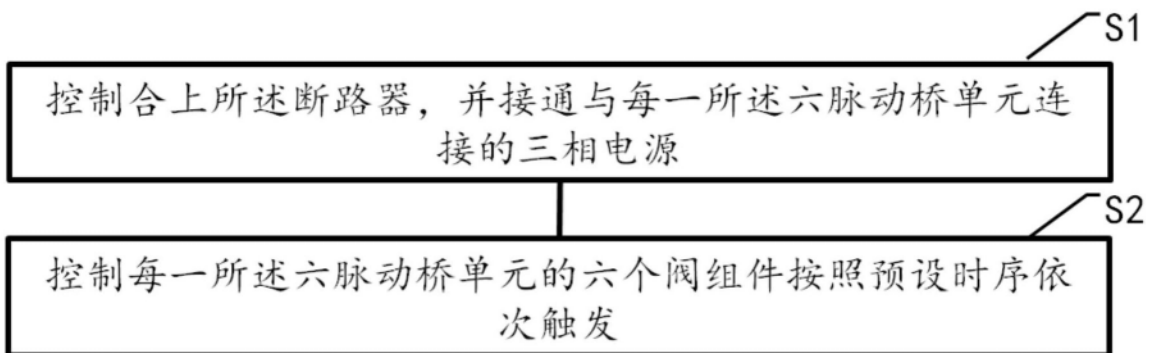 S1
控制合上所述断路器，并接通与每一所述六脉动桥单元连
接的三相电源
S2
控制每一所述六脉动桥单元的六个阀组件按照预设时序依
次触发